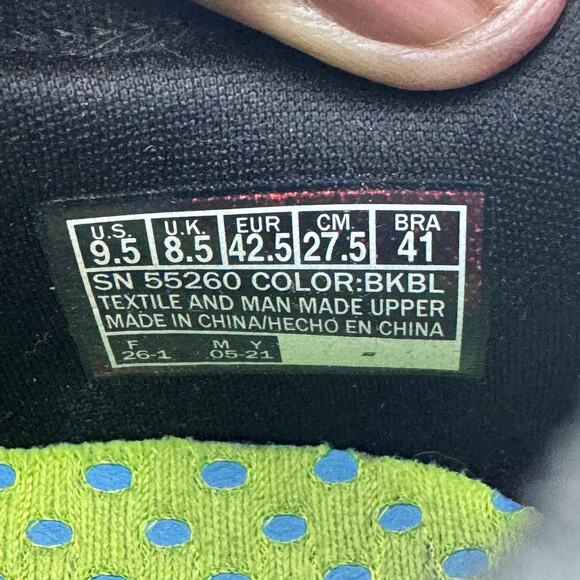 U.S. U.K. EUR CM. BRA
9.5 8.5 42.5 27.5 41
SN 55260 COLOR:BKBL
TEXTILE AND MAN MADE UPPER
MADE IN CHINA/HECHO EN CHINA
F M Y
26-1 05-21